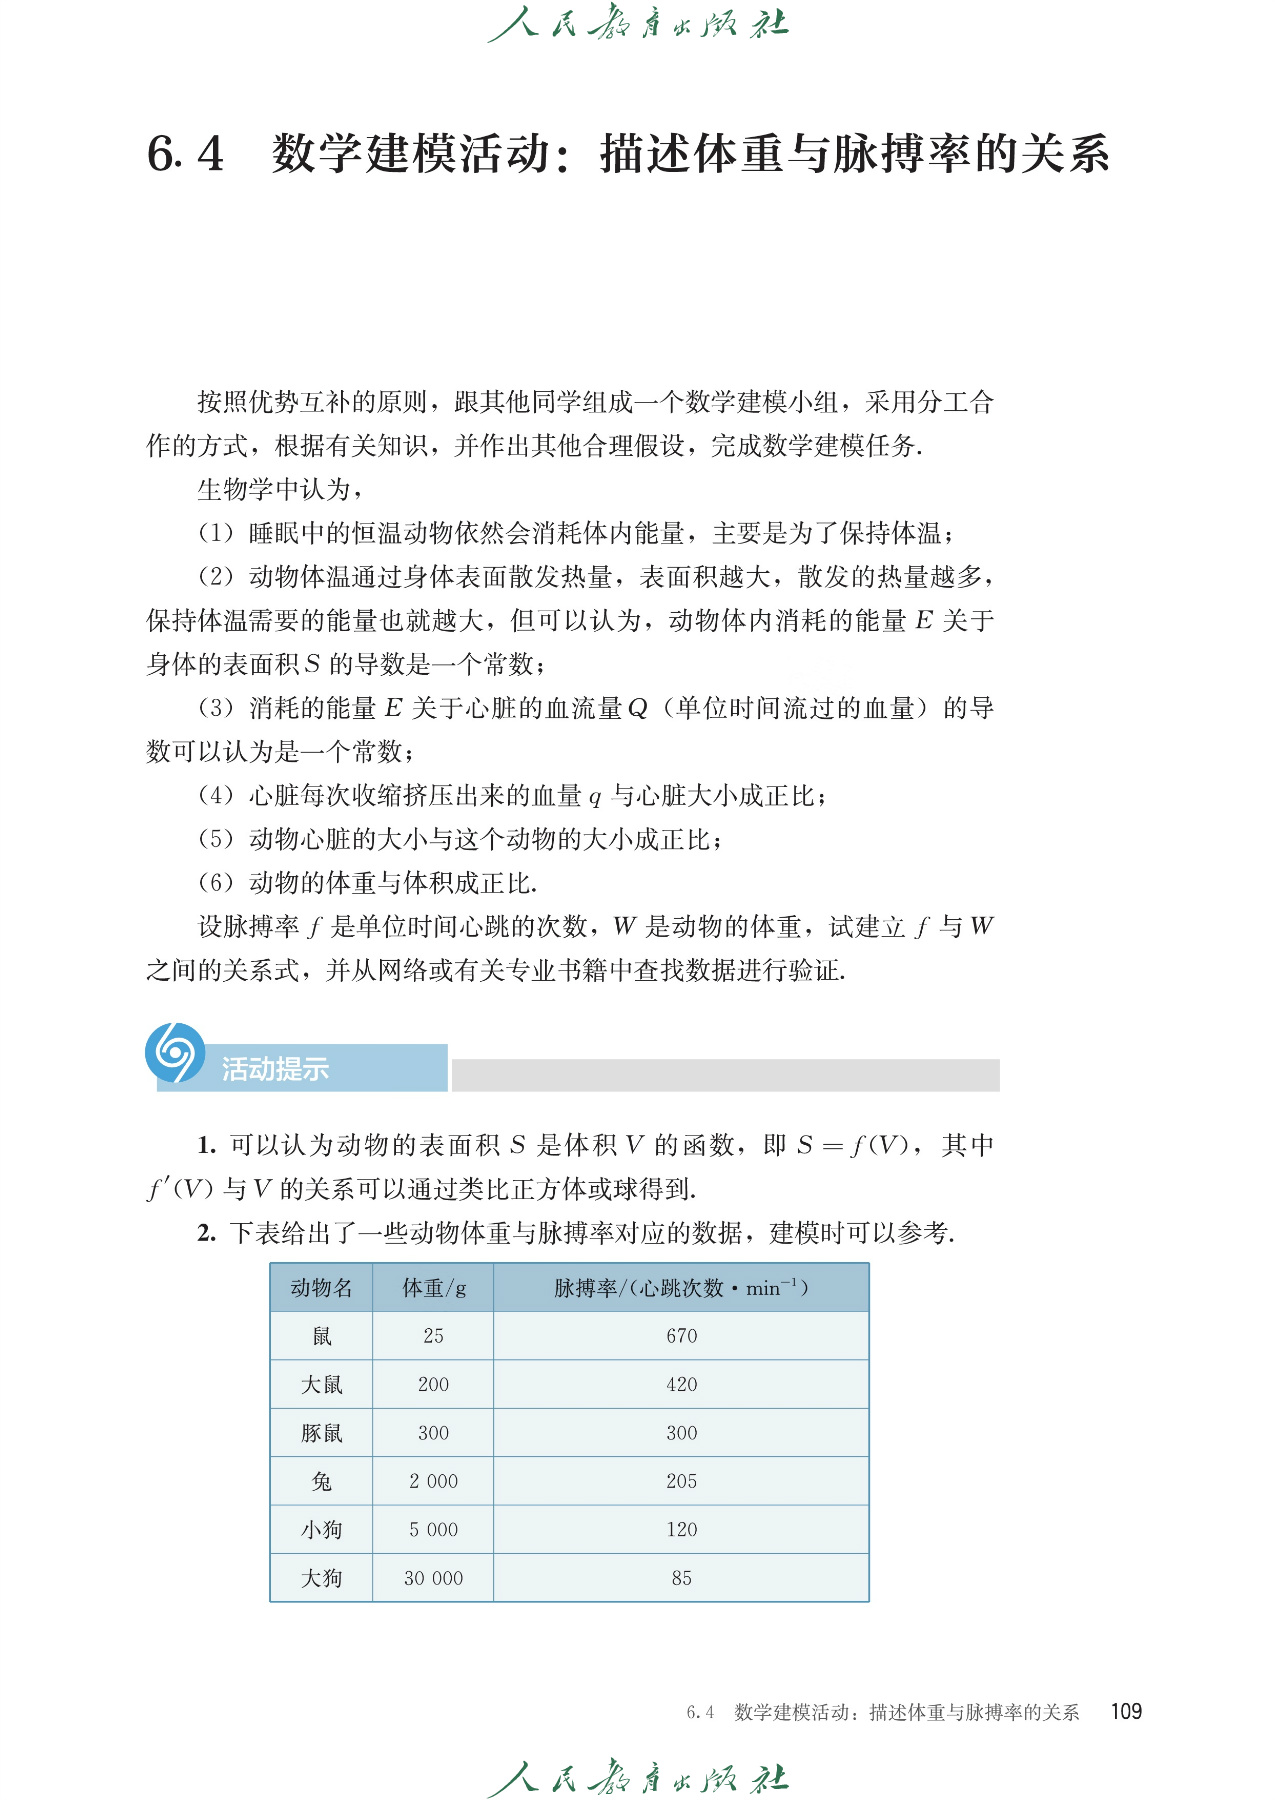 人民教育出版社
6.4 数学建模活动：描述体重与脉搏率的关系
按照优势互补的原则，跟其他同学组成一个数学建模小组，采用分工合
作的方式，根据有关知识，并作出其他合理假设，完成数学建模任务.
生物学中认为，
（1）睡眠中的恒温动物依然会消耗体内能量，主要是为了保持体温；
（2）动物体温通过身体表面散发热量，表面积越大，散发的热量越多，
保持体温需要的能量也就越大，但可以认为，动物体内消耗的能量 E 关于
身体的表面积 S 的导数是一个常数；
（3）消耗的能量 E 关于心脏的血流量 Q（单位时间流过的血量）的导
数可以认为是一个常数；
（4）心脏每次收缩挤压出来的血量 q 与心脏大小成正比；
（5）动物心脏的大小与这个动物的大小成正比；
（6）动物的体重与体积成正比.
设脉搏率 f 是单位时间心跳的次数，W 是动物的体重，试建立 f 与 W
之间的关系式，并从网络或有关专业书籍中查找数据进行验证.
活动提示
1. 可以认为动物的表面积 S 是体积 V 的函数，即 S＝f(V)，其中
f′(V) 与 V 的关系可以通过类比正方体或球得到.
2. 下表给出了一些动物体重与脉搏率对应的数据，建模时可以参考.
动物名 体重/g 脉搏率/(心跳次数·min⁻¹)
鼠 25 670
大鼠 200 420
豚鼠 300 300
兔 2 000 205
小狗 5 000 120
大狗 30 000 85
6.4 数学建模活动：描述体重与脉搏率的关系 109
人民教育出版社